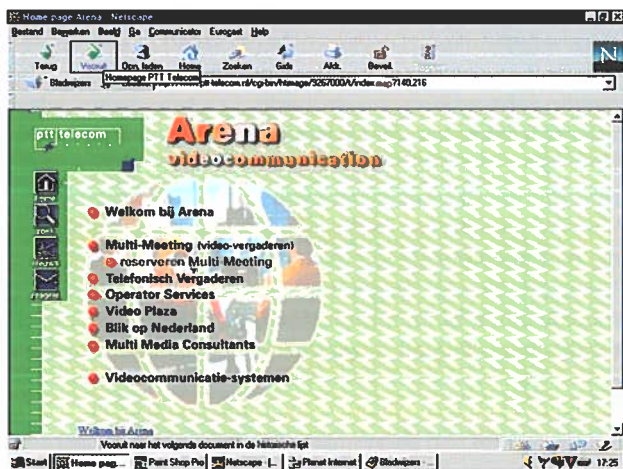 Home page Arena - Netscape
Bestand Bewerken Beeld Ga Communicator Eurogast Help
Terug Vooruit Opn. laden Home Zoeken Gids Afdr. Beveil.
Bladwijzers
Homepage PTT Telecom
index.map?140,216
ptt telecom
Arena
videocommunication
Welkom bij Arena
Multi-Meeting (video-vergaderen)
reserveren Multi-Meeting
Telefonisch Vergaderen
Operator Services
Video Plaza
Blik op Nederland
Multi Media Consultants
Videocommunicatie-systemen
Welkom bij Arena
Vooruit naar het volgende document in de historische lijst
Start Home pag... Paint Shop Pro Netscape - [... Planet Internet Bladwijzers - ... 17:25